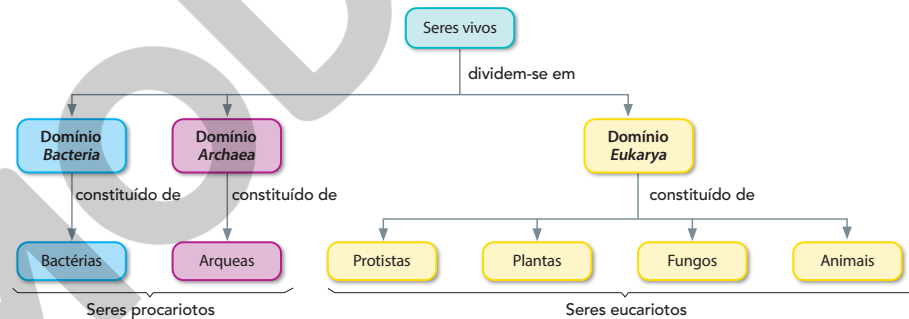 Seres vivos
dividem-se em
Domínio
Bacteria
Domínio
Archaea
Domínio
Eukarya
constituído de
constituído de
constituído de
Bactérias
Arqueas
Protistas
Plantas
Fungos
Animais
Seres procariotos
Seres eucariotos